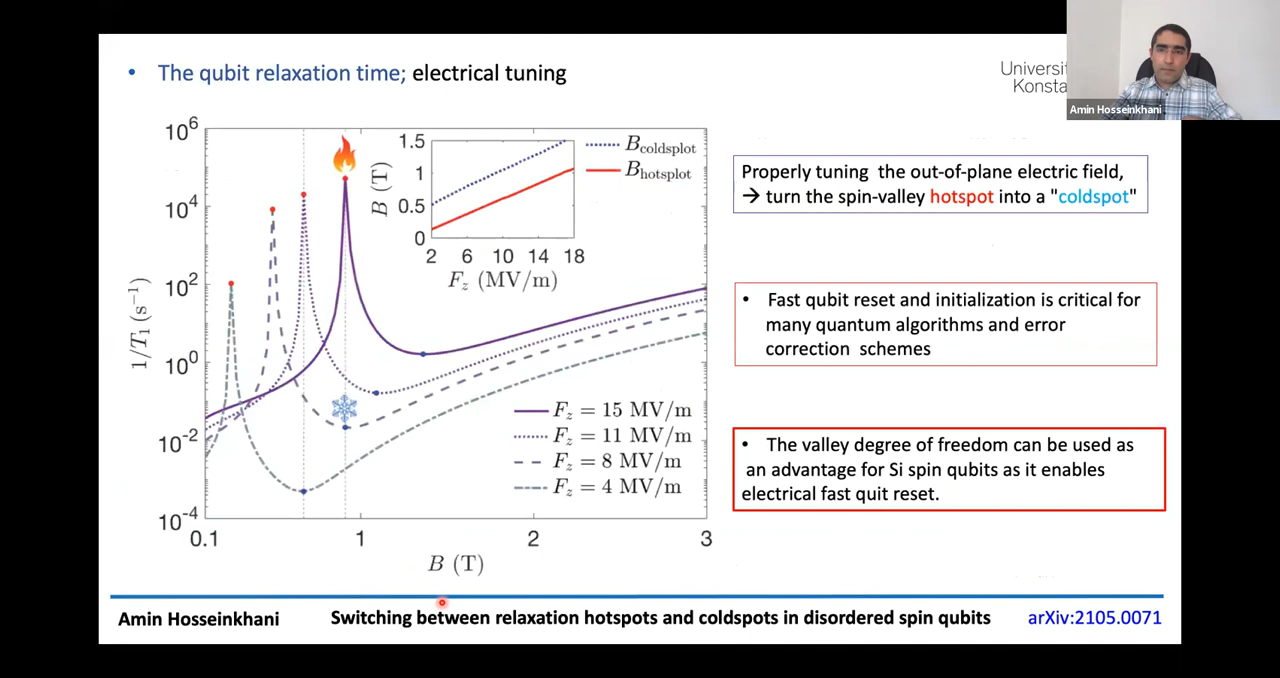 • The qubit relaxation time; electrical tuning
Universit
Konsta
Amin Hosseinkhani
10^6
10^4
10^2
10^0
10^-2
10^-4
1/T_1 (s^-1)
0.1
1
2
3
B (T)
1.5
1
0.5
0
B (T)
2
6
10
14
18
F_z (MV/m)
B_coldsplot
B_hotsplot
F_z = 15 MV/m
F_z = 11 MV/m
F_z = 8 MV/m
F_z = 4 MV/m
Properly tuning the out-of-plane electric field,
→ turn the spin-valley hotspot into a "coldspot"
• Fast qubit reset and initialization is critical for
many quantum algorithms and error
correction schemes
• The valley degree of freedom can be used as
an advantage for Si spin qubits as it enables
electrical fast quit reset.
Amin Hosseinkhani
Switching between relaxation hotspots and coldspots in disordered spin qubits
arXiv:2105.0071